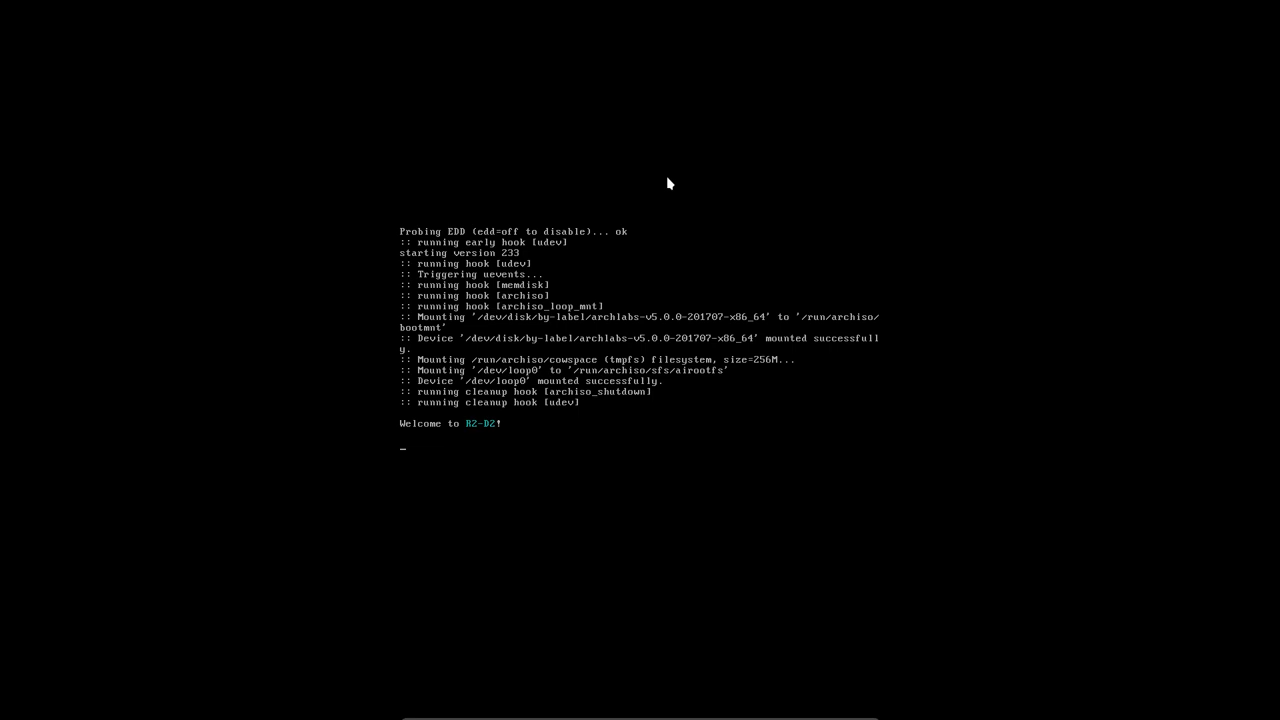 Probing EDD (edd=off to disable)... ok
:: running early hook [udev]
starting version 233
:: running hook [udev]
:: Triggering uevents...
:: running hook [memdisk]
:: running hook [archiso]
:: running hook [archiso_loop_mnt]
:: Mounting '/dev/disk/by-label/archlabs-v5.0.0-201707-x86_64' to '/run/archiso/
bootmnt'
:: Device '/dev/disk/by-label/archlabs-v5.0.0-201707-x86_64' mounted successfull
y.
:: Mounting /run/archiso/cowspace (tmpfs) filesystem, size=256M...
:: Mounting '/dev/loop0' to '/run/archiso/sfs/airootfs'
:: Device '/dev/loop0' mounted successfully.
:: running cleanup hook [archiso_shutdown]
:: running cleanup hook [udev]
Welcome to R2-D2!
_